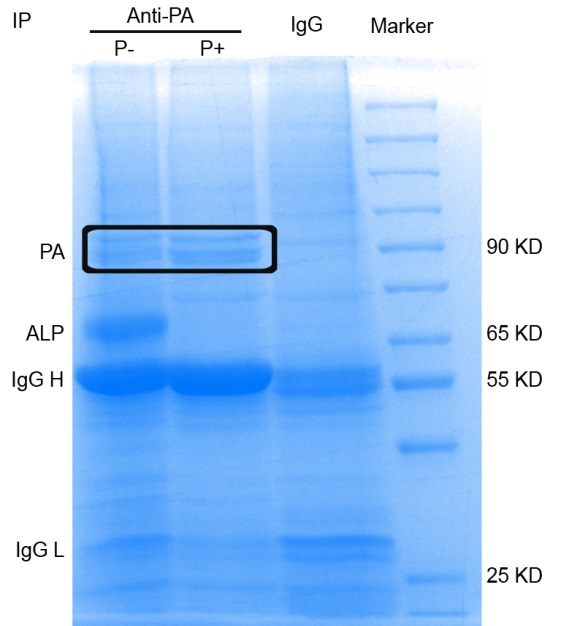 IP
Anti-PA
IgG
Marker
P-
P+
PA
90 KD
ALP
65 KD
IgG H
55 KD
IgG L
25 KD